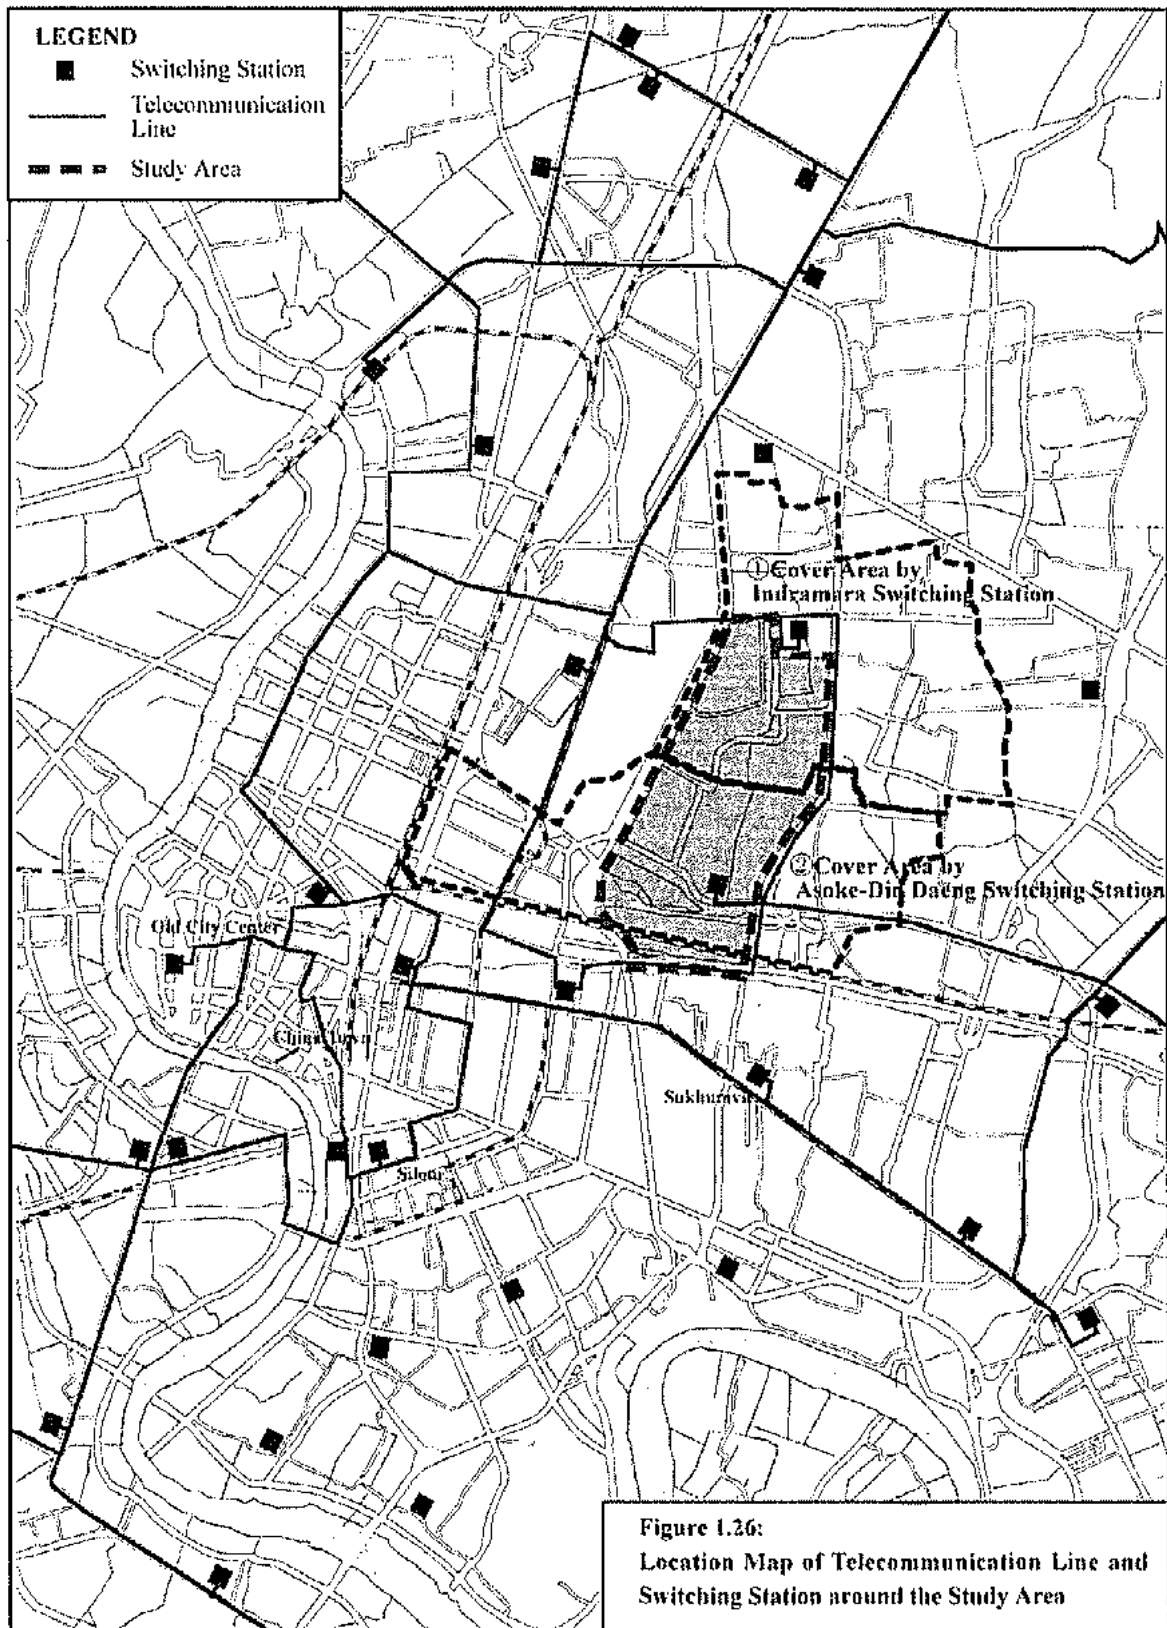 LEGEND
Switching Station
Telecommunication
Line
Study Area
①Cover Area by
Indramara Switching Station
②Cover Area by
Asoke-Din Daeng Switching Station
Old City Center
China Town
Sukhumvit
Silom
Figure 1.26:
Location Map of Telecommunication Line and
Switching Station around the Study Area